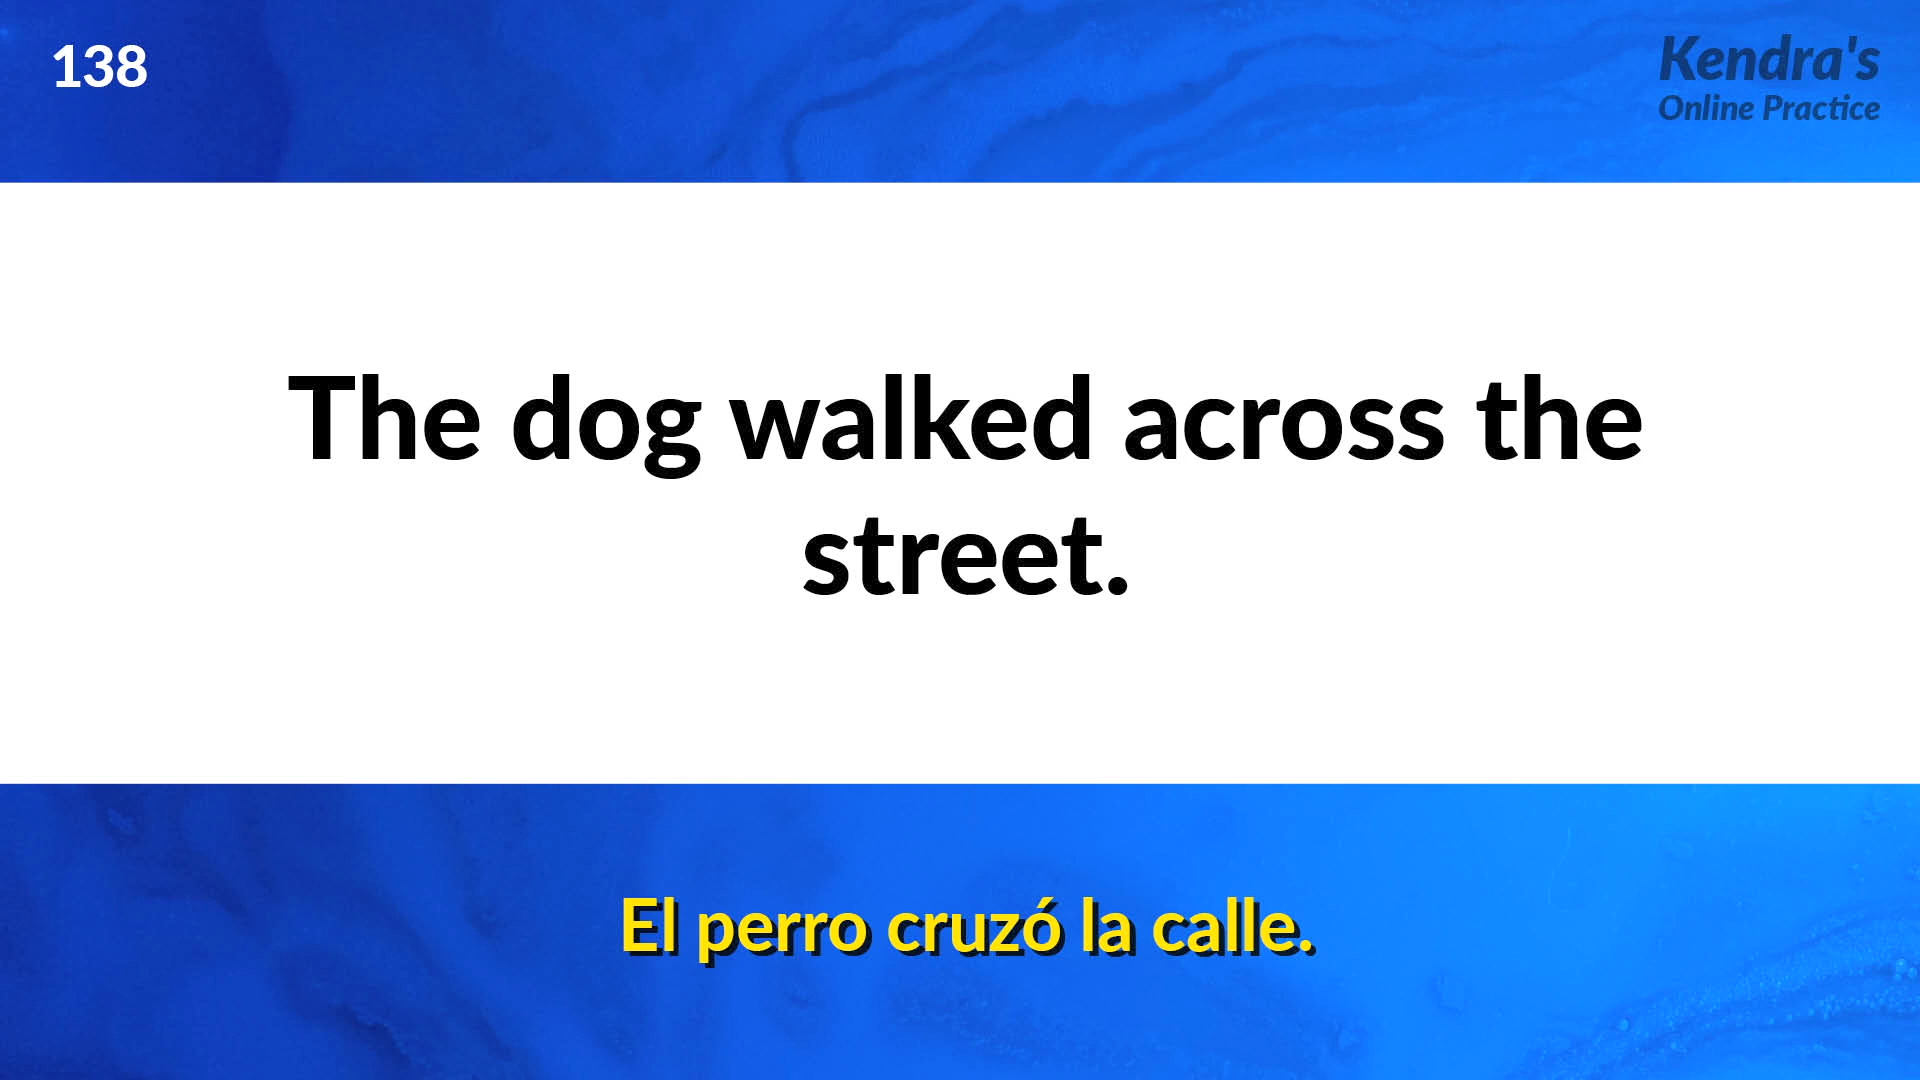 138
Kendra's
Online Practice
The dog walked across the
street.
El perro cruzó la calle.